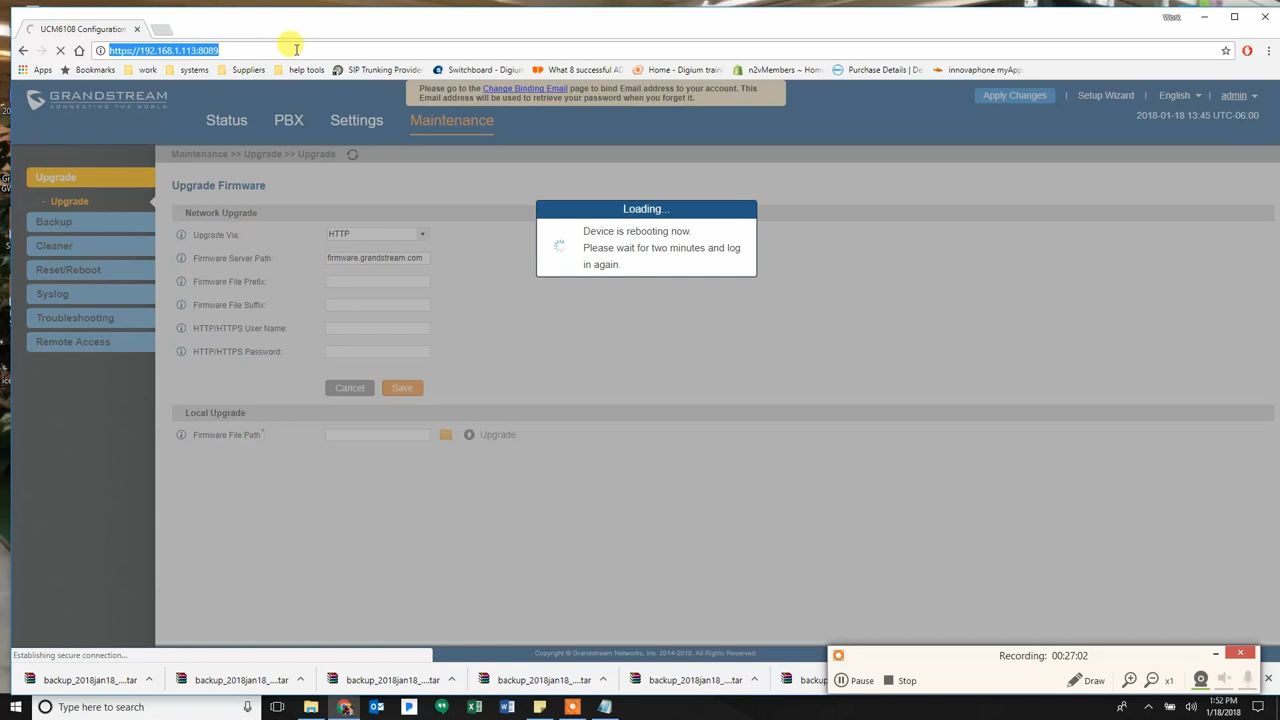 UCM6108 Configuration
Work
https://192.168.1.113:8089
Apps
Bookmarks
work
systems
Suppliers
help tools
SIP Trunking Provide
Switchboard - Digium
What 8 successful AD
Home - Digium train
n2vMembers ~ Hom
Purchase Details | De
innovaphone myApp
GRANDSTREAM
CONNECTING THE WORLD
Please go to the Change Binding Email page to bind Email address to your account. This
Email address will be used to retrieve your password when you forget it.
Apply Changes | Setup Wizard | English | admin
2018-01-18 13:45 UTC-06:00
Status PBX Settings Maintenance
Maintenance >> Upgrade >> Upgrade
Upgrade
- Upgrade
Backup
Cleaner
Reset/Reboot
Syslog
Troubleshooting
Remote Access
Upgrade Firmware
Network Upgrade
Upgrade Via: HTTP
Firmware Server Path: firmware.grandstream.com
Firmware File Prefix:
Firmware File Suffix:
HTTP/HTTPS User Name:
HTTP/HTTPS Password:
Cancel Save
Local Upgrade
Firmware File Path*: Upgrade
Loading...
Device is rebooting now.
Please wait for two minutes and log
in again.
Copyright © Grandstream Networks, Inc. 2014-2018. All Rights Reserved.
Establishing secure connection...
backup_2018jan18_....tar
backup_2018jan18_....tar
backup_2018jan18_....tar
backup_2018jan18_....tar
backup_2018jan18_....tar
backup
Recording: 00:27:02
Pause Stop Draw x1
Type here to search
1:52 PM
1/18/2018